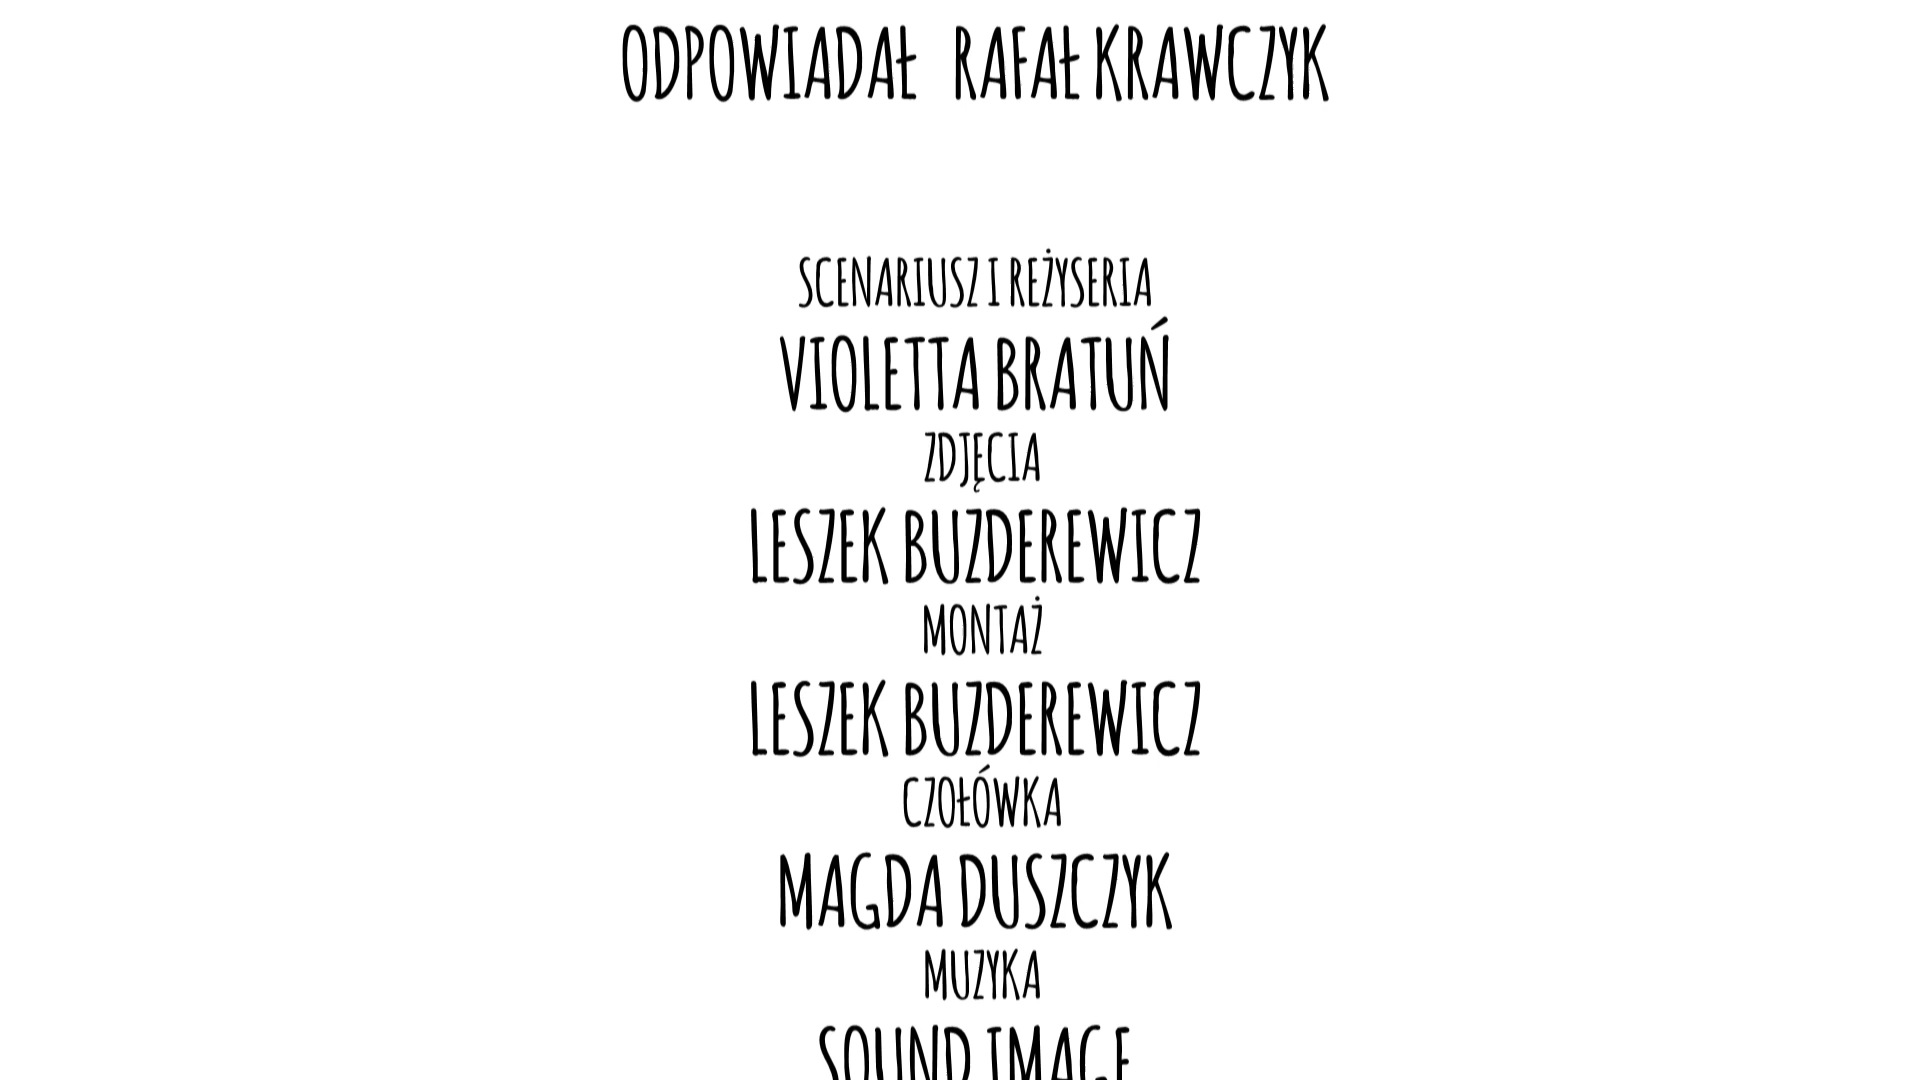 ODPOWIADAŁ RAFAŁ KRAWCZYK
SCENARIUSZ I REŻYSERIA
VIOLETTA BRATUŃ
ZDJĘCIA
LESZEK BUZDEREWICZ
MONTAŻ
LESZEK BUZDEREWICZ
CZOŁÓWKA
MAGDA DUSZCZYK
MUZYKA
SOUND IMAGE